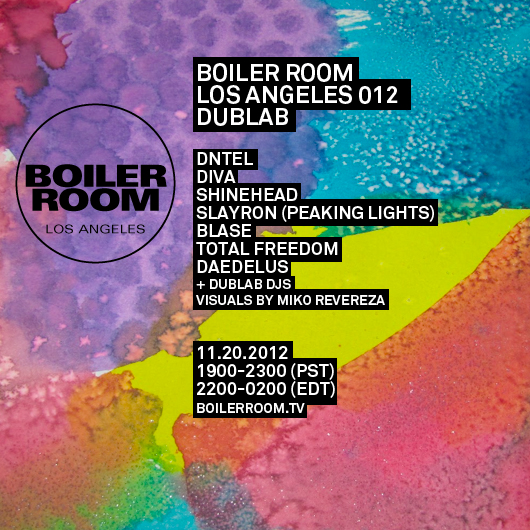 BOILER ROOM
LOS ANGELES 012
DUBLAB
BOILER
ROOM
LOS ANGELES
DNTEL
DIVA
SHINEHEAD
SLAYRON (PEAKING LIGHTS)
BLASE
TOTAL FREEDOM
DAEDELUS
+ DUBLAB DJS
VISUALS BY MIKO REVEREZA
11.20.2012
1900-2300 (PST)
2200-0200 (EDT)
BOILERROOM.TV